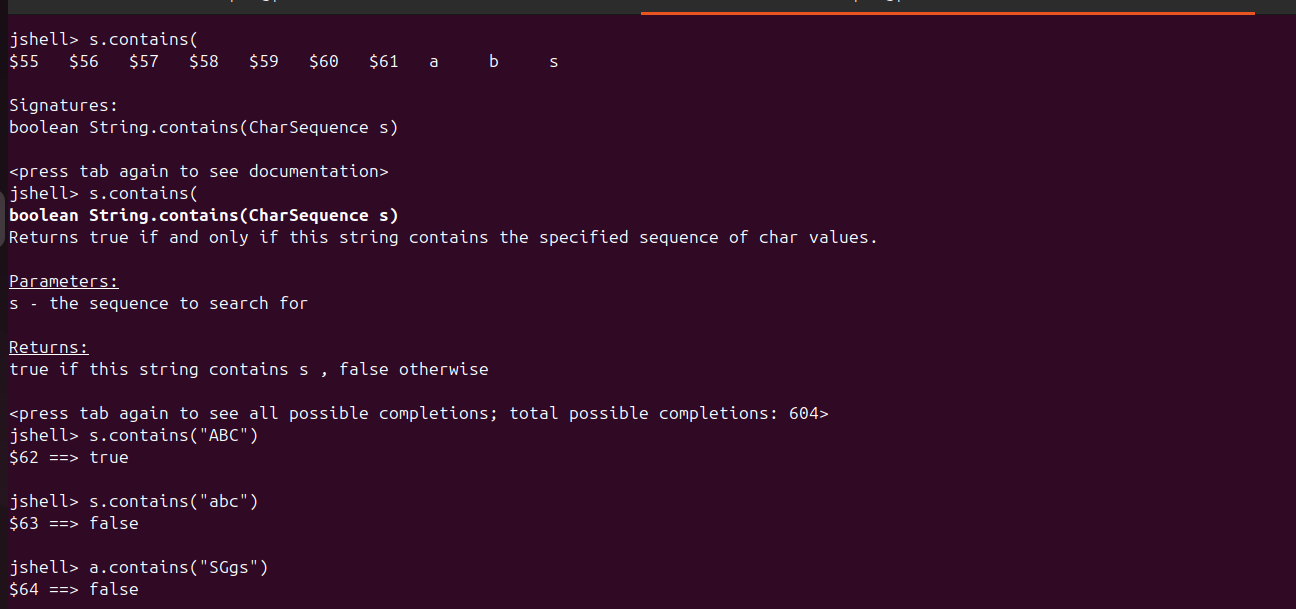 jshell> s.contains(
$55   $56   $57   $58   $59   $60   $61   a     b     s
Signatures:
boolean String.contains(CharSequence s)
<press tab again to see documentation>
jshell> s.contains(
boolean String.contains(CharSequence s)
Returns true if and only if this string contains the specified sequence of char values.
Parameters:
s - the sequence to search for
Returns:
true if this string contains s , false otherwise
<press tab again to see all possible completions; total possible completions: 604>
jshell> s.contains("ABC")
$62 ==> true
jshell> s.contains("abc")
$63 ==> false
jshell> a.contains("SGgs")
$64 ==> false